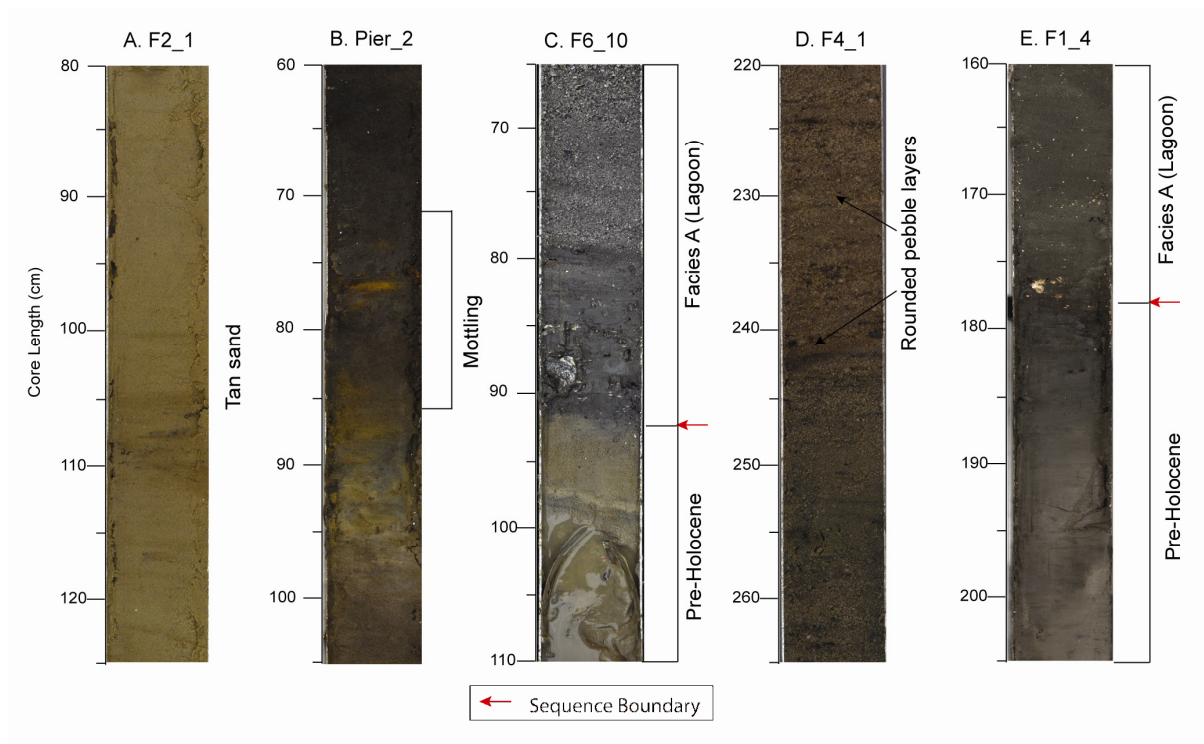 A. F2_1
B. Pier_2
C. F6_10
D. F4_1
E. F1_4
Core Length (cm)
80
90
100
110
120
Tan sand
60
70
80
90
100
Mottling
70
80
90
100
110
Facies A (Lagoon)
Pre-Holocene
220
230
240
250
260
Rounded pebble layers
160
170
180
190
200
Facies A (Lagoon)
Pre-Holocene
Sequence Boundary